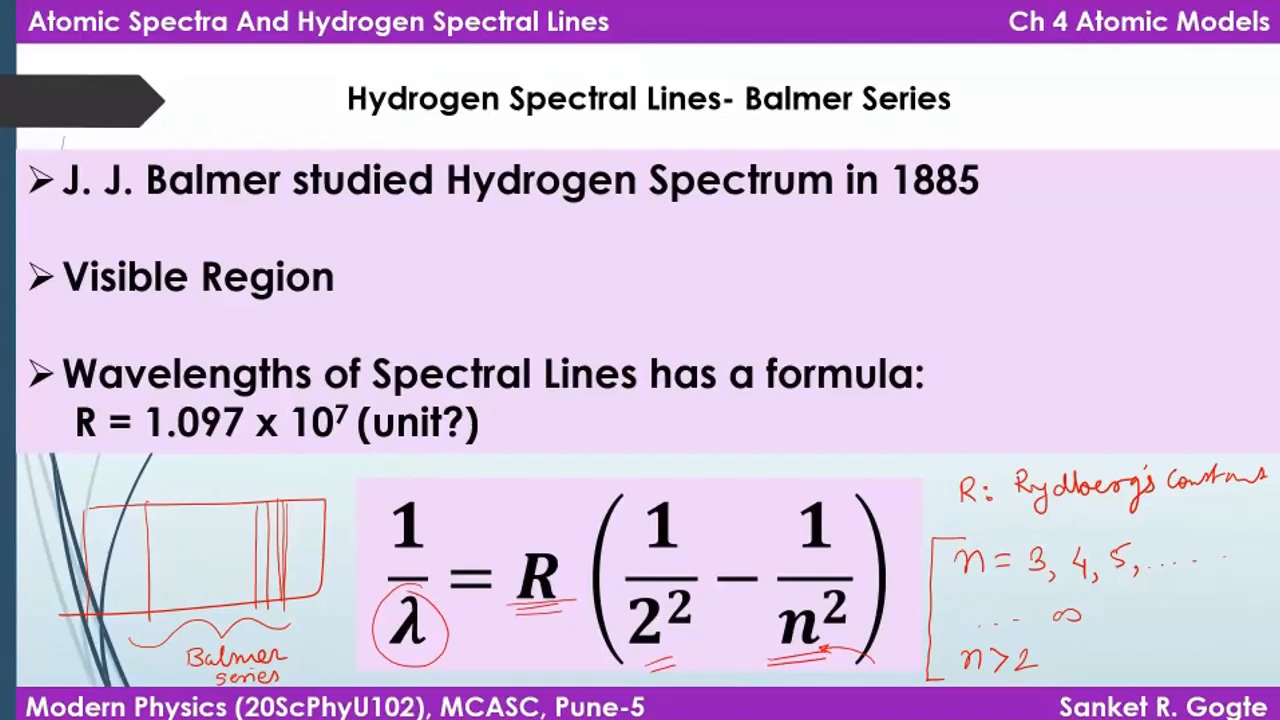 Atomic Spectra And Hydrogen Spectral Lines
Ch 4 Atomic Models
Hydrogen Spectral Lines- Balmer Series
➢ J. J. Balmer studied Hydrogen Spectrum in 1885
➢ Visible Region
➢ Wavelengths of Spectral Lines has a formula:
R = 1.097 x 10⁷ (unit?)
1/λ = R (1/2² − 1/n²)
R: Rydberg's Constant
n = 3, 4, 5, .... ..
... ∞
n > 2
Balmer
series
Modern Physics (20ScPhyU102), MCASC, Pune-5
Sanket R. Gogte